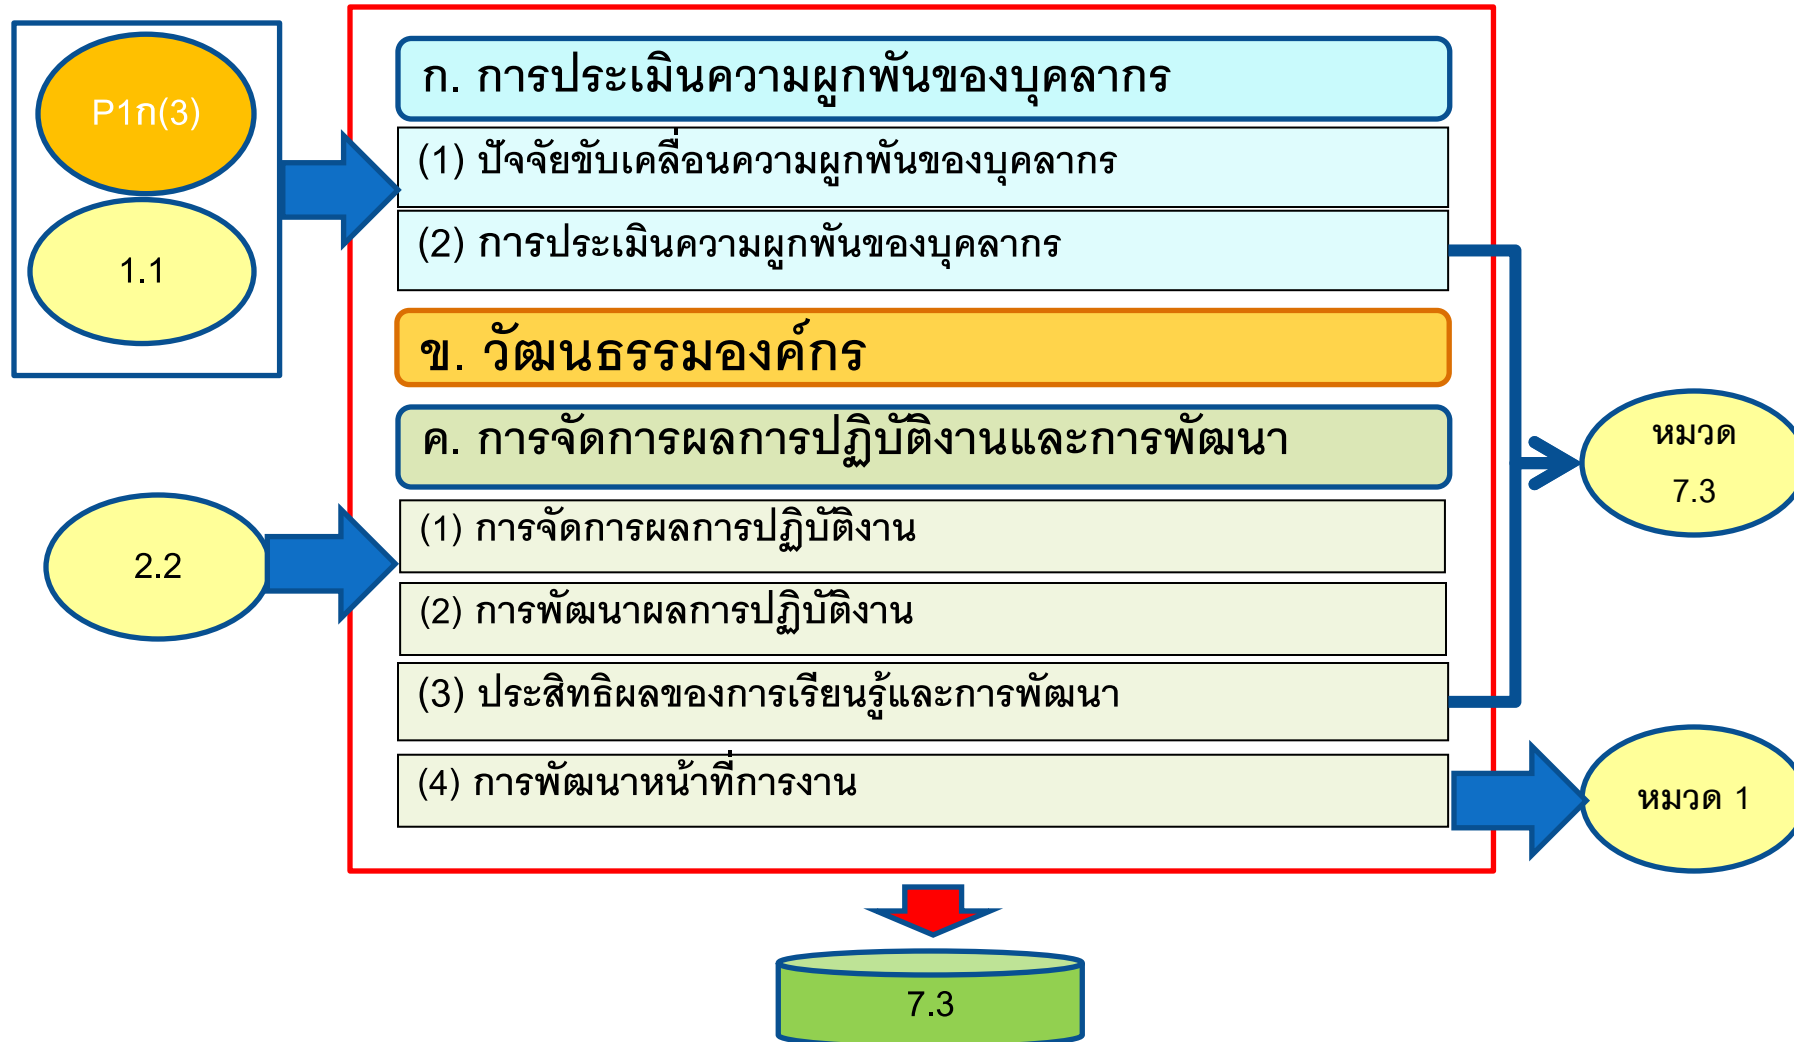 P1ก(3)
1.1
ก. การประเมินความผูกพันของบุคลากร
(1) ปัจจัยขับเคลื่อนความผูกพันของบุคลากร
(2) การประเมินความผูกพันของบุคลากร
ข. วัฒนธรรมองค์กร
ค. การจัดการผลการปฏิบัติงานและการพัฒนา
2.2
(1) การจัดการผลการปฏิบัติงาน
(2) การพัฒนาผลการปฏิบัติงาน
(3) ประสิทธิผลของการเรียนรู้และการพัฒนา
(4) การพัฒนาหน้าที่การงาน
หมวด
7.3
หมวด 1
7.3